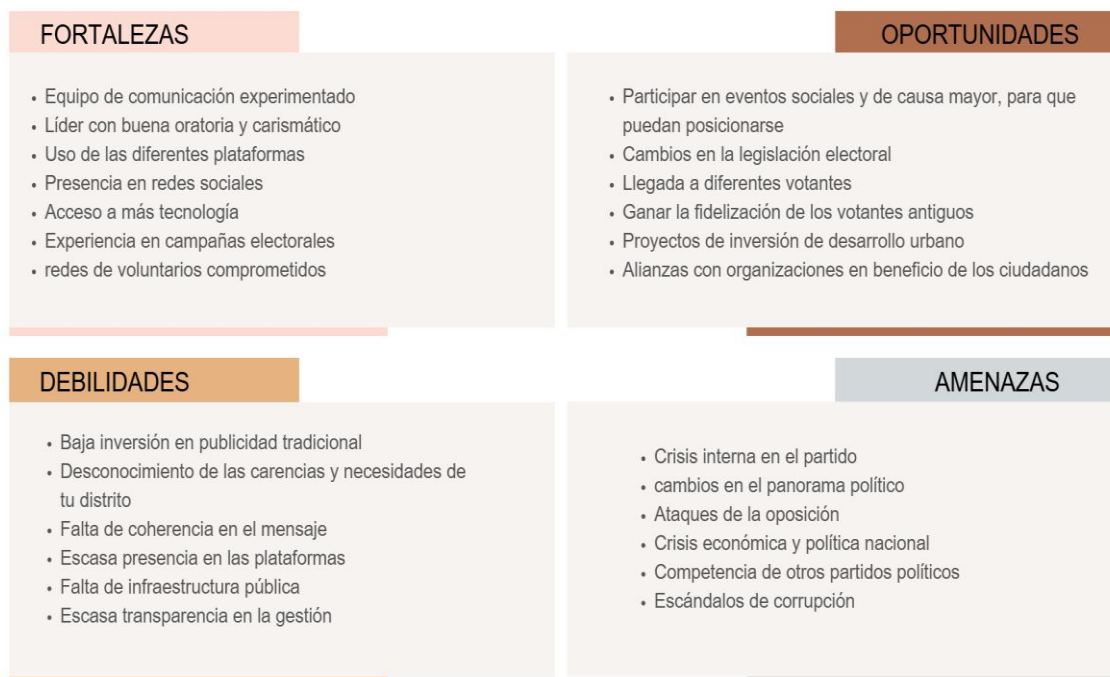 FORTALEZAS
• Equipo de comunicación experimentado
• Líder con buena oratoria y carismático
• Uso de las diferentes plataformas
• Presencia en redes sociales
• Acceso a más tecnología
• Experiencia en campañas electorales
• redes de voluntarios comprometidos
OPORTUNIDADES
• Participar en eventos sociales y de causa mayor, para que
puedan posicionarse
• Cambios en la legislación electoral
• Llegada a diferentes votantes
• Ganar la fidelización de los votantes antiguos
• Proyectos de inversión de desarrollo urbano
• Alianzas con organizaciones en beneficio de los ciudadanos
DEBILIDADES
• Baja inversión en publicidad tradicional
• Desconocimiento de las carencias y necesidades de
tu distrito
• Falta de coherencia en el mensaje
• Escasa presencia en las plataformas
• Falta de infraestructura pública
• Escasa transparencia en la gestión
AMENAZAS
• Crisis interna en el partido
• cambios en el panorama político
• Ataques de la oposición
• Crisis económica y política nacional
• Competencia de otros partidos políticos
• Escándalos de corrupción